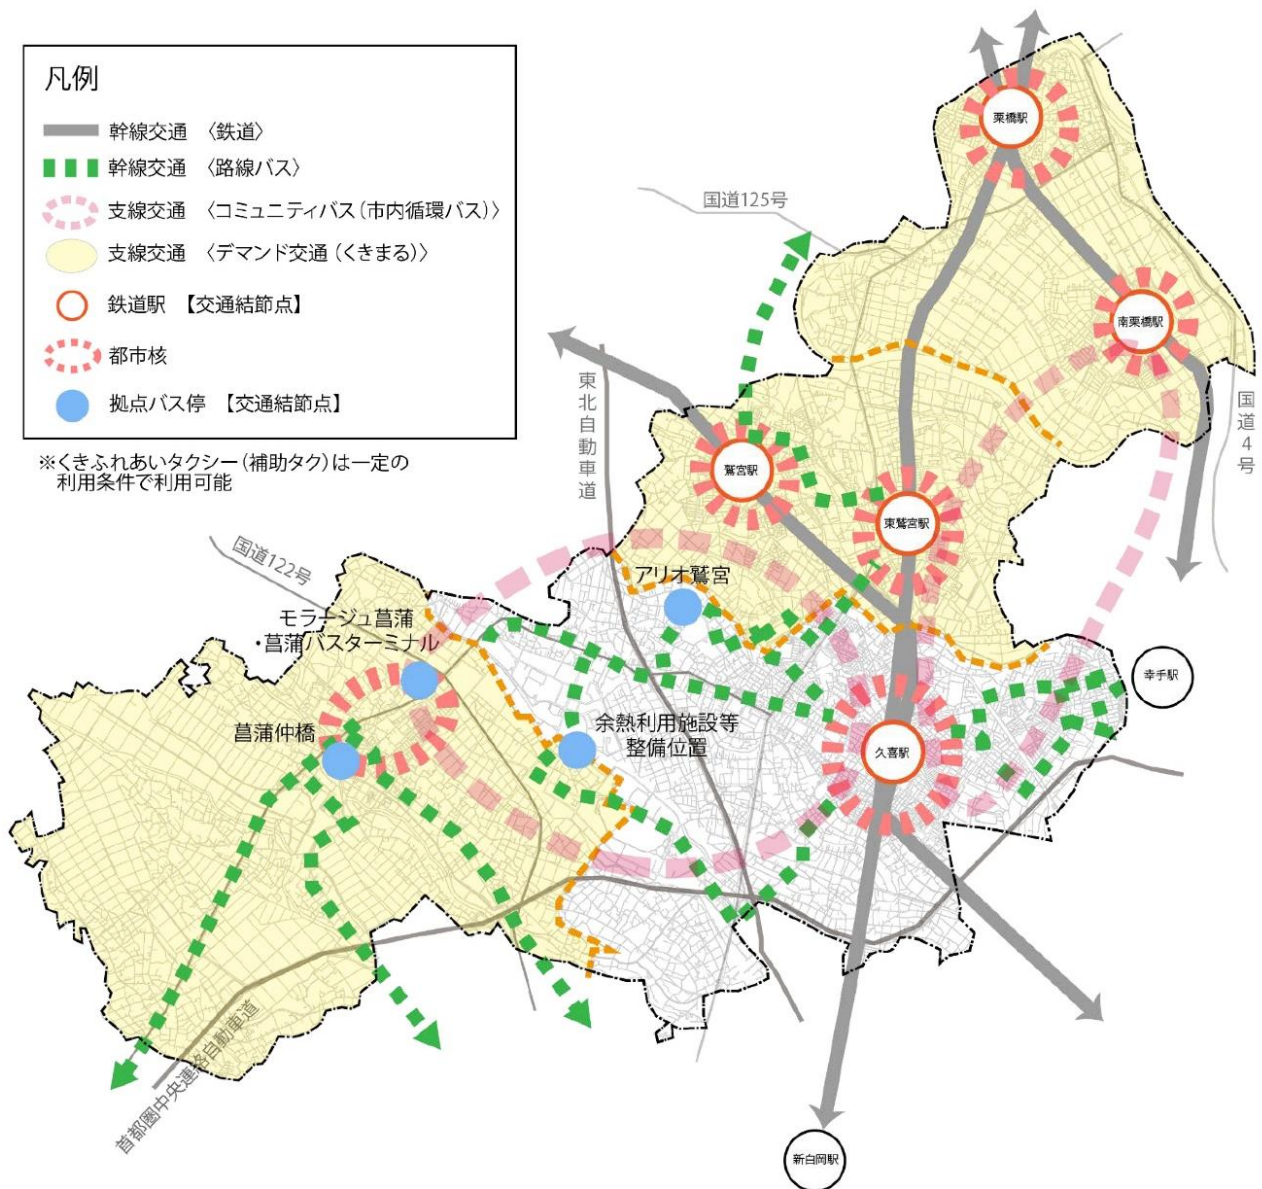 凡例
幹線交通 〈鉄道〉
幹線交通 〈路線バス〉
支線交通 〈コミュニティバス(市内循環バス)〉
支線交通 〈デマンド交通(くきまる)〉
鉄道駅 【交通結節点】
都市核
拠点バス停 【交通結節点】
※くきふれあいタクシー(補助タク)は一定の
利用条件で利用可能
栗橋駅
国道125号
南栗橋駅
東北自動車道
国道4号
鷲宮駅
東鷲宮駅
国道122号
アリオ鷲宮
モラージュ菖蒲
・菖蒲バスターミナル
幸手駅
菖蒲仲橋
余熱利用施設等
整備位置
久喜駅
首都圏中央連絡自動車道
新白岡駅